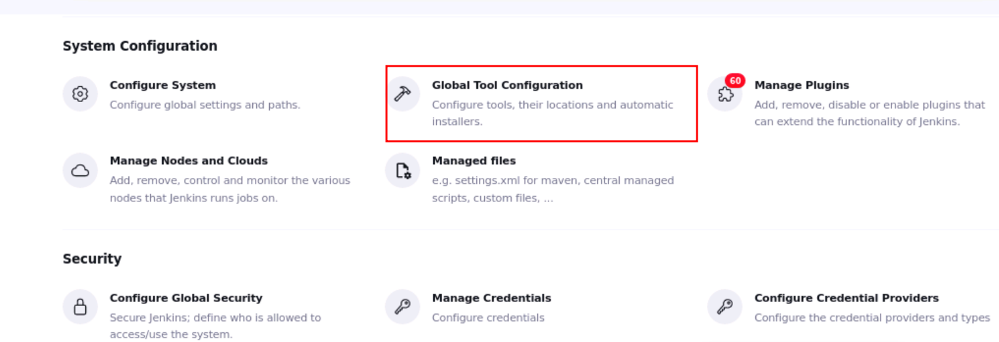 System Configuration
Configure System
Configure global settings and paths.
Global Tool Configuration
Configure tools, their locations and automatic
installers.
60
Manage Plugins
Add, remove, disable or enable plugins that
can extend the functionality of Jenkins.
Manage Nodes and Clouds
Add, remove, control and monitor the various
nodes that Jenkins runs jobs on.
Managed files
e.g. settings.xml for maven, central managed
scripts, custom files, ...
Security
Configure Global Security
Secure Jenkins; define who is allowed to
access/use the system.
Manage Credentials
Configure credentials
Configure Credential Providers
Configure the credential providers and types